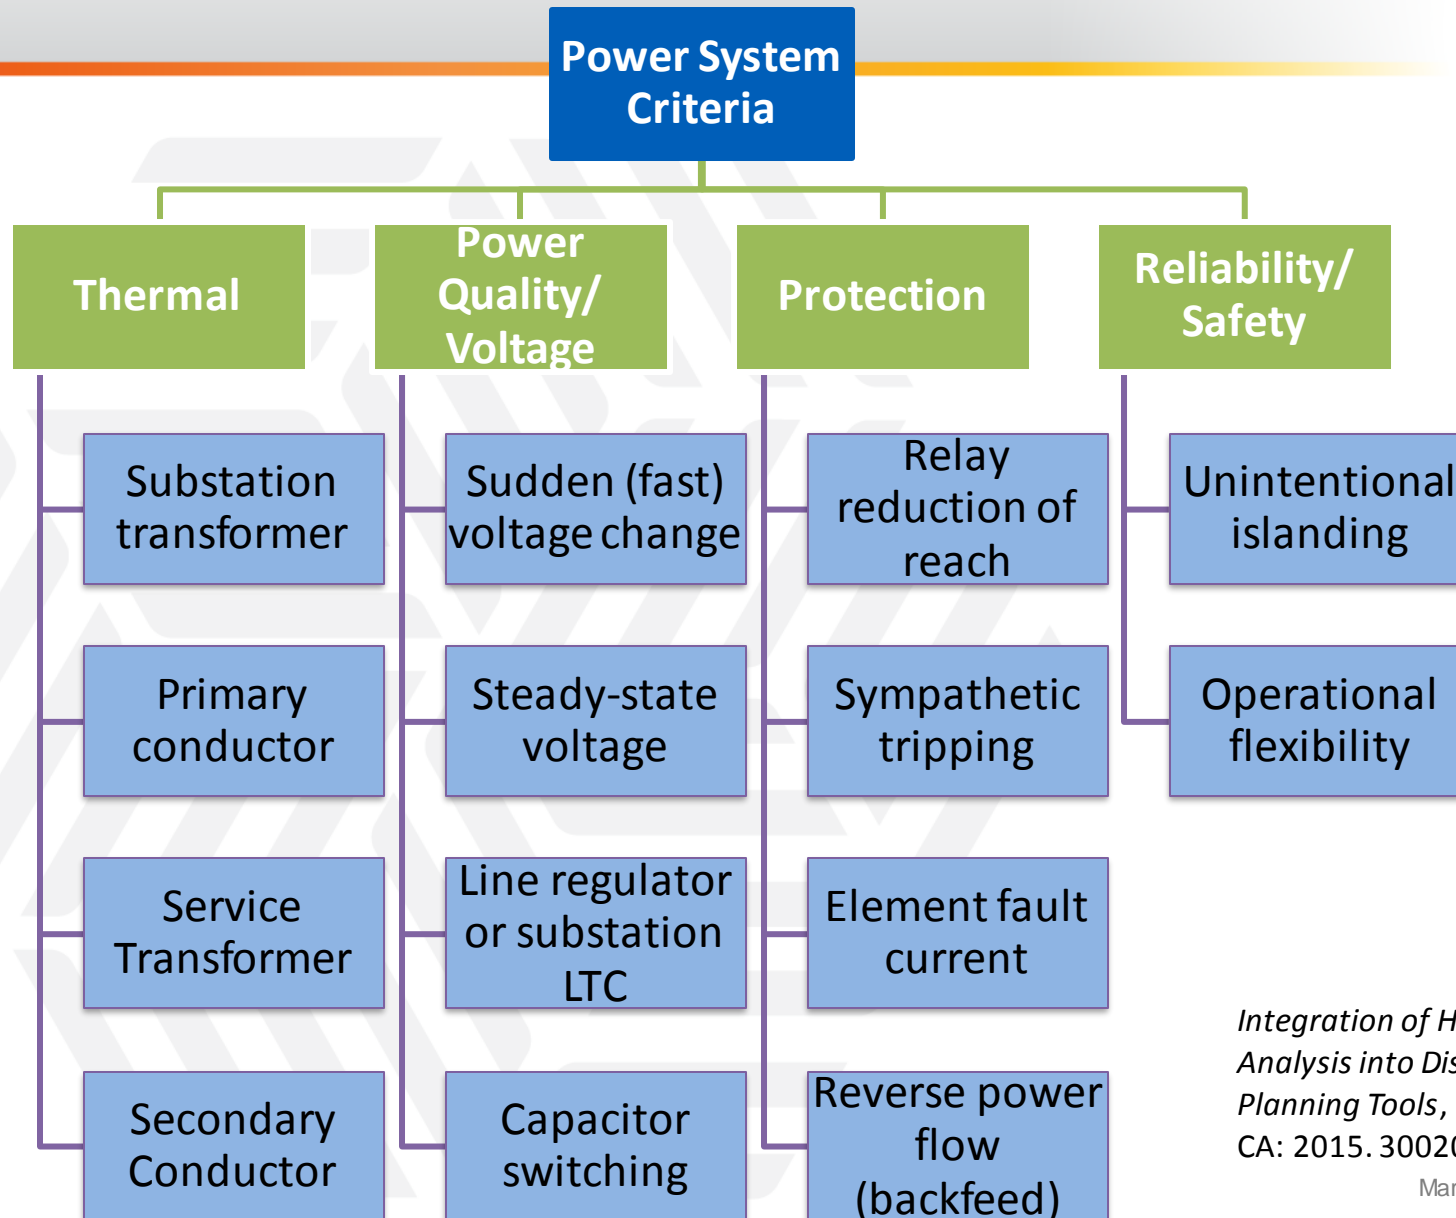 Power System
Criteria
Thermal
Power
Quality/
Voltage
Protection
Reliability/
Safety
Substation
transformer
Primary
conductor
Service
Transformer
Secondary
Conductor
Sudden (fast)
voltage change
Steady-state
voltage
Line regulator
or substation
LTC
Capacitor
switching
Relay
reduction of
reach
Sympathetic
tripping
Element fault
current
Reverse power
flow
(backfeed)
Unintentional
islanding
Operational
flexibility
Integration of
Analysis into
Planning Tools,
CA: 2015.